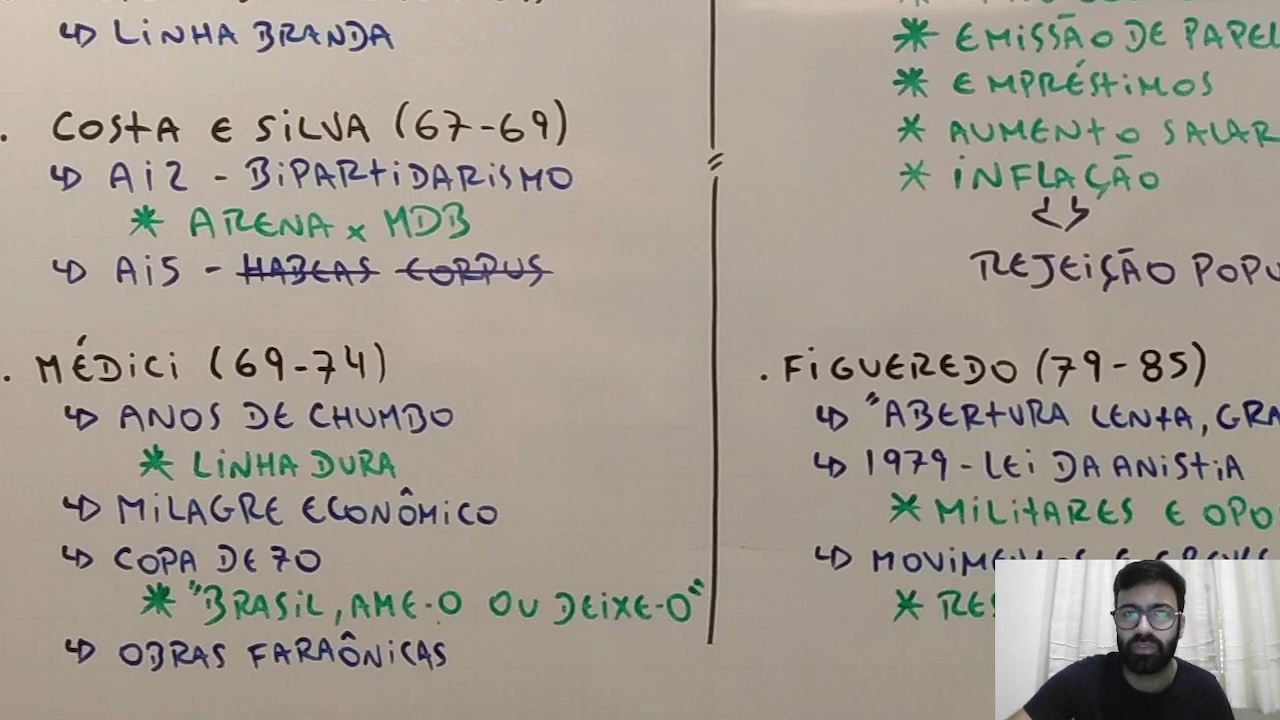 ↳ LINHA BRANDA
. COSTA E SILVA (67-69)
↳ AI2 - BIPARTIDARISMO
* ARENA x MDB
↳ AI5 - HABEAS CORPUS
. MÉDICI (69-74)
↳ ANOS DE CHUMBO
* LINHA DURA
↳ MILAGRE ECONÔMICO
↳ COPA DE 70
* "BRASIL, AME-O OU DEIXE-O"
↳ OBRAS FARAÔNICAS
* EMISSÃO DE PAPEL
* EMPRÉSTIMOS
* AUMENTO SALAR
* INFLAÇÃO
REJEIÇÃO POPU
. FIGUEREDO (79-85)
↳ "ABERTURA LENTA, GRA
↳ 1979 - LEI DA ANISTIA
* MILITARES E OPO
* RES